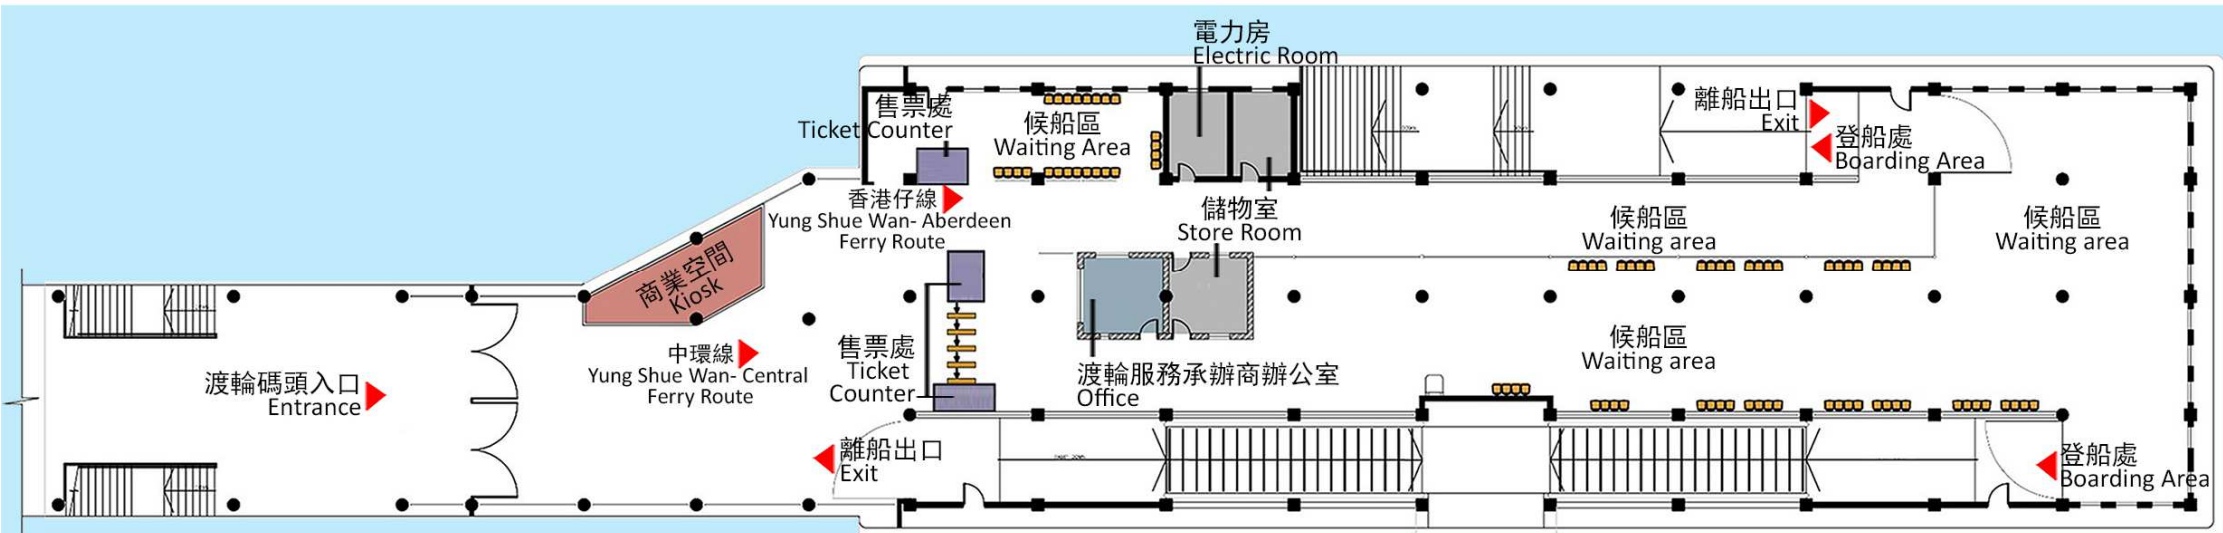 電力房
Electric Room
售票處
Ticket Counter
候船區
Waiting Area
離船出口
Exit
登船處
Boarding Area
香港仔線
Yung Shue Wan- Aberdeen
Ferry Route
儲物室
Store Room
候船區
Waiting area
候船區
Waiting area
商業空間
Kiosk
中環線
Yung Shue Wan- Central
Ferry Route
售票處
Ticket
Counter
候船區
Waiting area
渡輪碼頭入口
Entrance
渡輪服務承辦商辦公室
Office
離船出口
Exit
登船處
Boarding Area